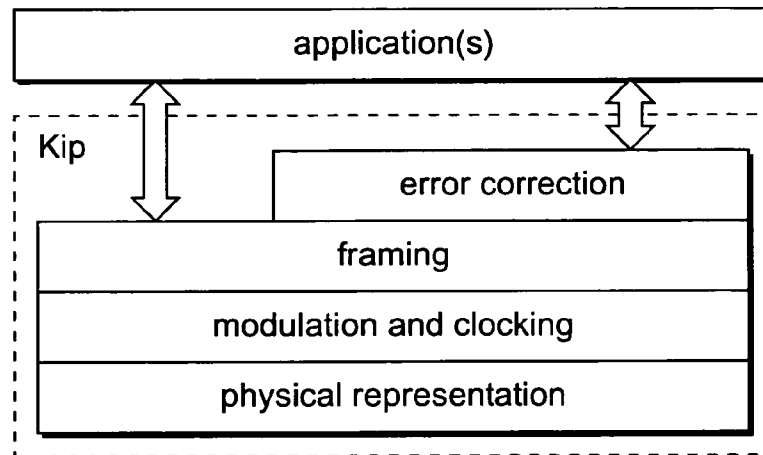 application(s)
Kip
error correction
framing
modulation and clocking
physical representation